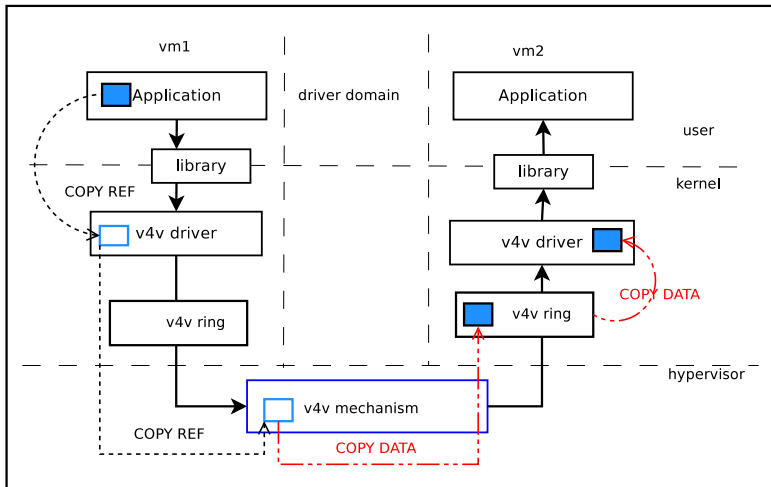 vm1
vm2
Application
driver domain
Application
user
library
library
kernel
COPY REF
v4v driver
v4v driver
COPY DATA
v4v ring
v4v ring
hypervisor
v4v mechanism
COPY REF
COPY DATA